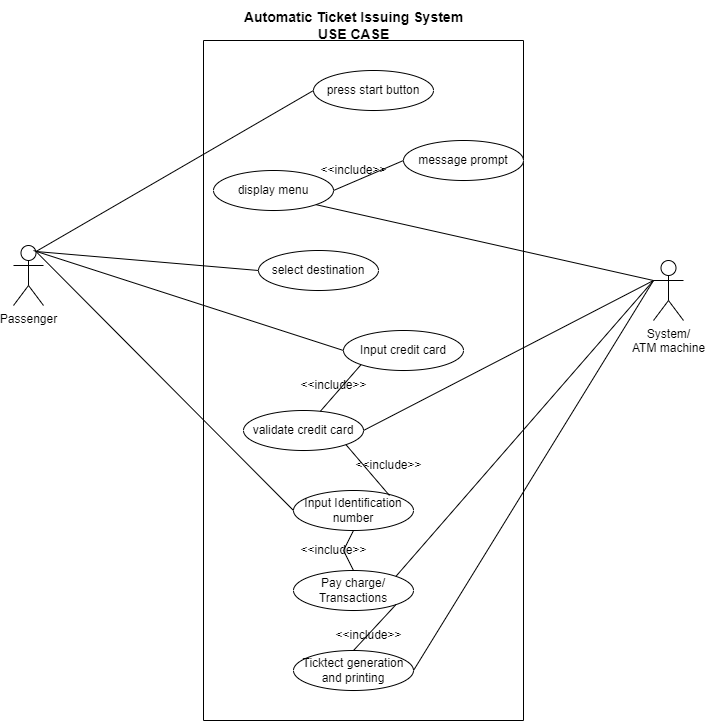 Automatic Ticket Issuing System
USE CASE
press start button
message prompt
<<include>>
display menu
select destination
Passenger
System/
ATM machine
Input credit card
<<include>>
validate credit card
<<include>>
Input Identification
number
<<include>>
Pay charge/
Transactions
<<include>>
Ticktect generation
and printing